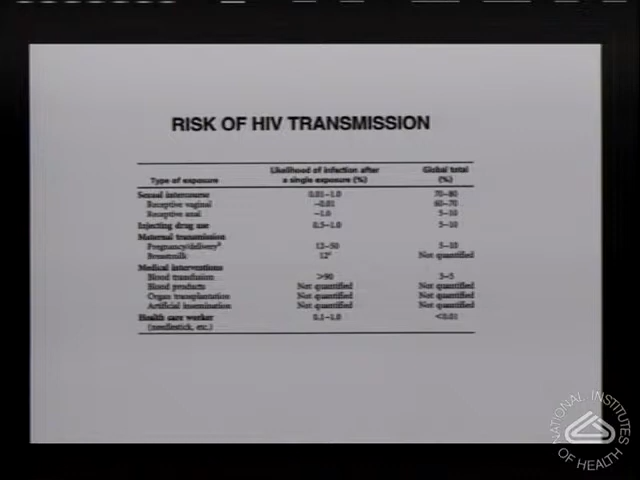 RISK OF HIV TRANSMISSION
Type of exposure Likelihood of infection after a single exposure (%) Global total (%)
Sexual intercourse 0.01–1.0 70–80
Receptive vaginal ~0.01 60–70
Receptive anal ~1.0 5–10
Injecting drug use 0.5–1.0 5–10
Maternal transmission
Pregnancy/delivery 12–50 5–10
Breastmilk 12 Not quantified
Medical interventions
Blood transfusion >90 3–5
Blood products Not quantified Not quantified
Organ transplantation Not quantified Not quantified
Artificial insemination Not quantified Not quantified
Health care worker 0.1–1.0 <0.01
(needlestick, etc.)
NATIONAL INSTITUTES OF HEALTH